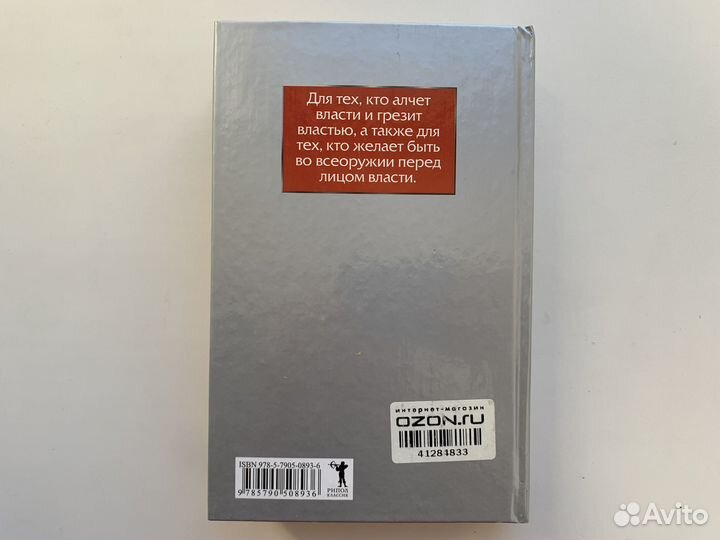 Для тех, кто алчет
власти и грезит
властью, а также для
тех, кто желает быть
во всеоружии перед
лицом власти.
интернет-магазин
OZON.ru
41284833
ISBN 978-5-7905-0893-6
9 785790 508936
РИПОЛ
КЛАССИК
Avito